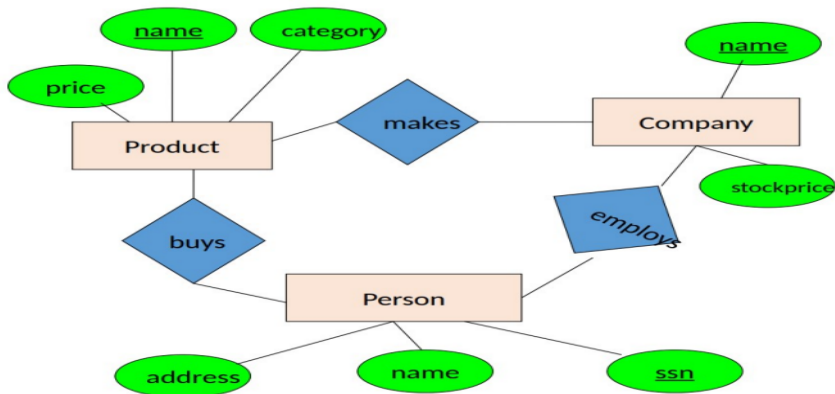 name
category
name
price
makes
Company
Product
stockprice
employs
buys
Person
address
name
ssn